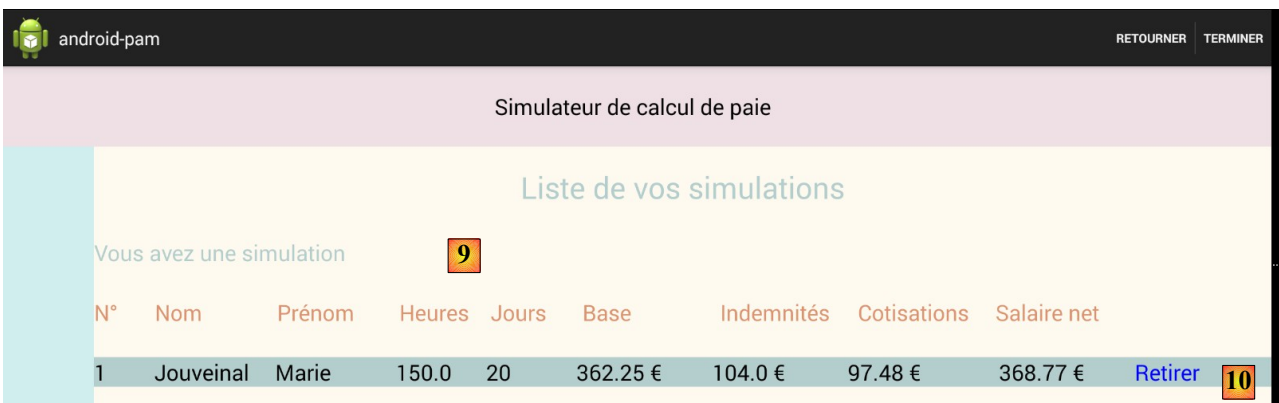 android-pam RETOURNER TERMINER
Simulateur de calcul de paie
Liste de vos simulations
Vous avez une simulation 9
N° Nom Prénom Heures Jours Base Indemnités Cotisations Salaire net
1 Jouveinal Marie 150.0 20 362.25 € 104.0 € 97.48 € 368.77 € Retirer 10